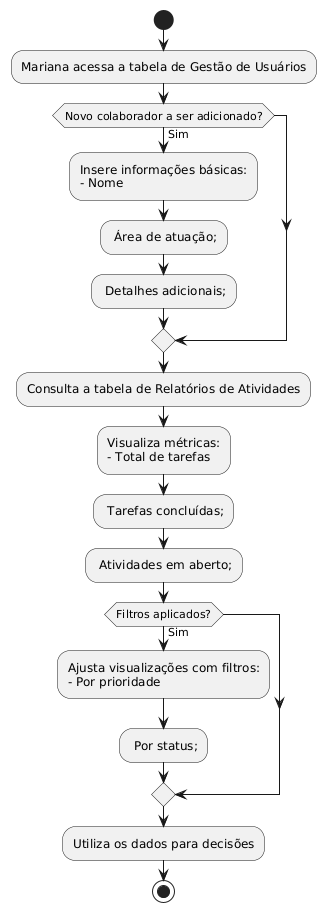 Mariana acessa a tabela de Gestão de Usuários
Novo colaborador a ser adicionado?
Sim
Insere informações básicas:
- Nome
Área de atuação;
Detalhes adicionais;
Consulta a tabela de Relatórios de Atividades
Visualiza métricas:
- Total de tarefas
Tarefas concluídas;
Atividades em aberto;
Filtros aplicados?
Sim
Ajusta visualizações com filtros:
- Por prioridade
Por status;
Utiliza os dados para decisões